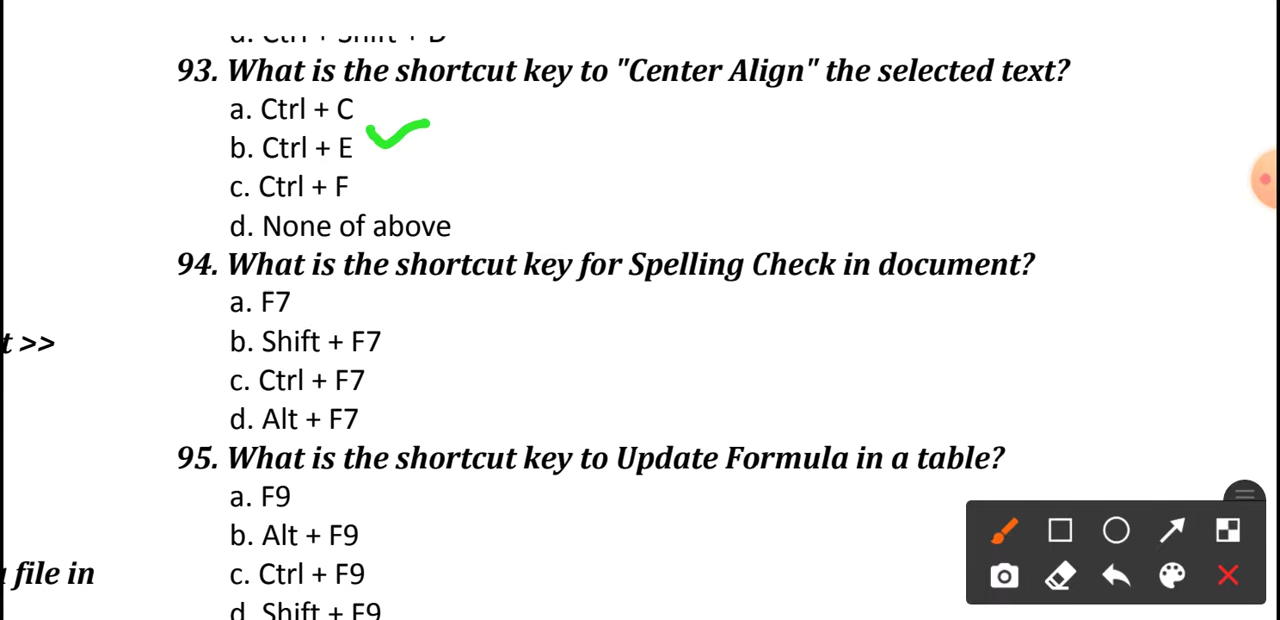 d. Ctrl + Shift + D
93. What is the shortcut key to "Center Align" the selected text?
a. Ctrl + C
b. Ctrl + E
c. Ctrl + F
d. None of above
94. What is the shortcut key for Spelling Check in document?
a. F7
b. Shift + F7
t >>
c. Ctrl + F7
d. Alt + F7
95. What is the shortcut key to Update Formula in a table?
a. F9
b. Alt + F9
file in
c. Ctrl + F9
d. Shift + F9